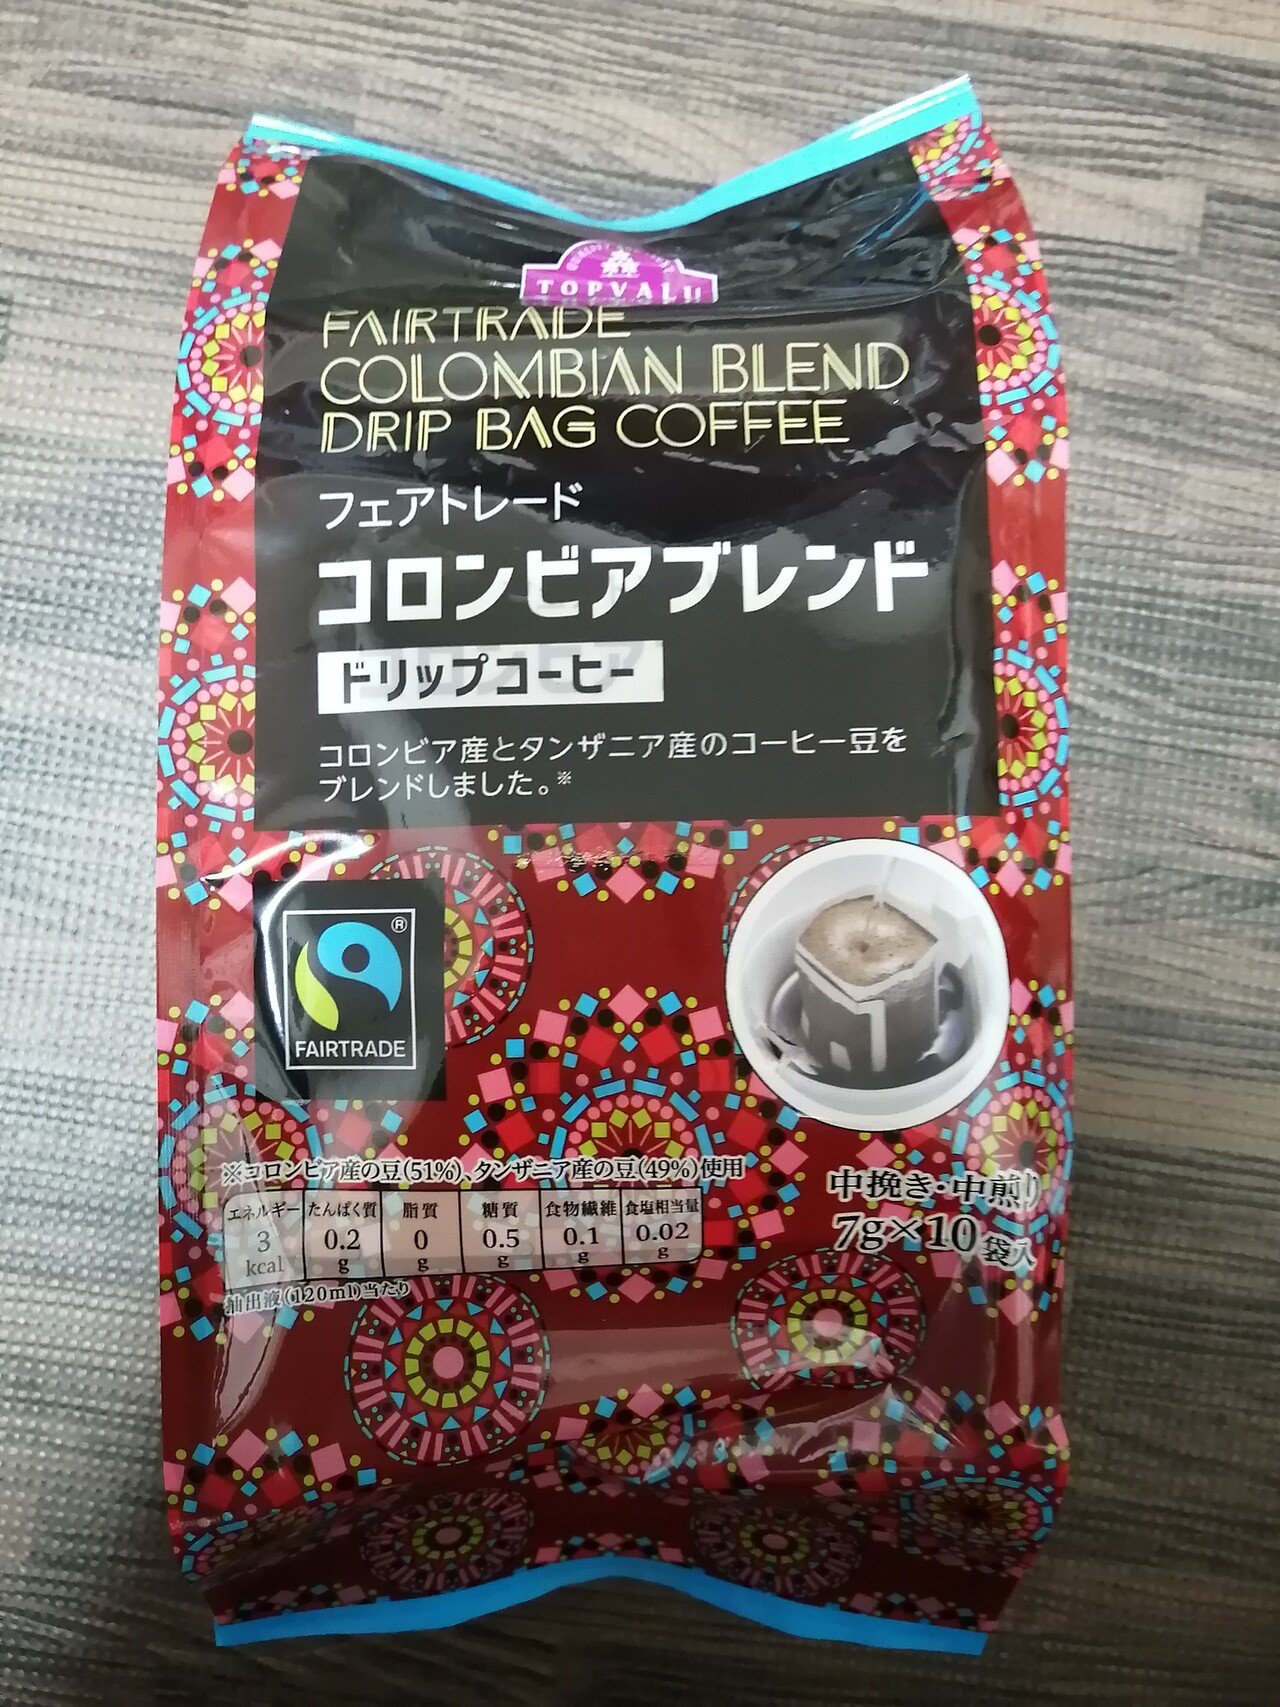 TOPVALU
FAIRTRADE
COLOMBIAN BLEND
DRIP BAG COFFEE
フェアトレード
コロンビアブレンド
ドリップコーヒー
コロンビア産とタンザニア産のコーヒー豆を
ブレンドしました。※
®
FAIRTRADE
※コロンビア産の豆(51%)、タンザニア産の豆(49%)使用
エネルギー たんぱく質 脂質 糖質 食物繊維 食塩相当量
3 0.2 0 0.5 0.1 0.02
kcal g g g g g
抽出液(120ml)当たり
中挽き・中煎り
7g×10袋入